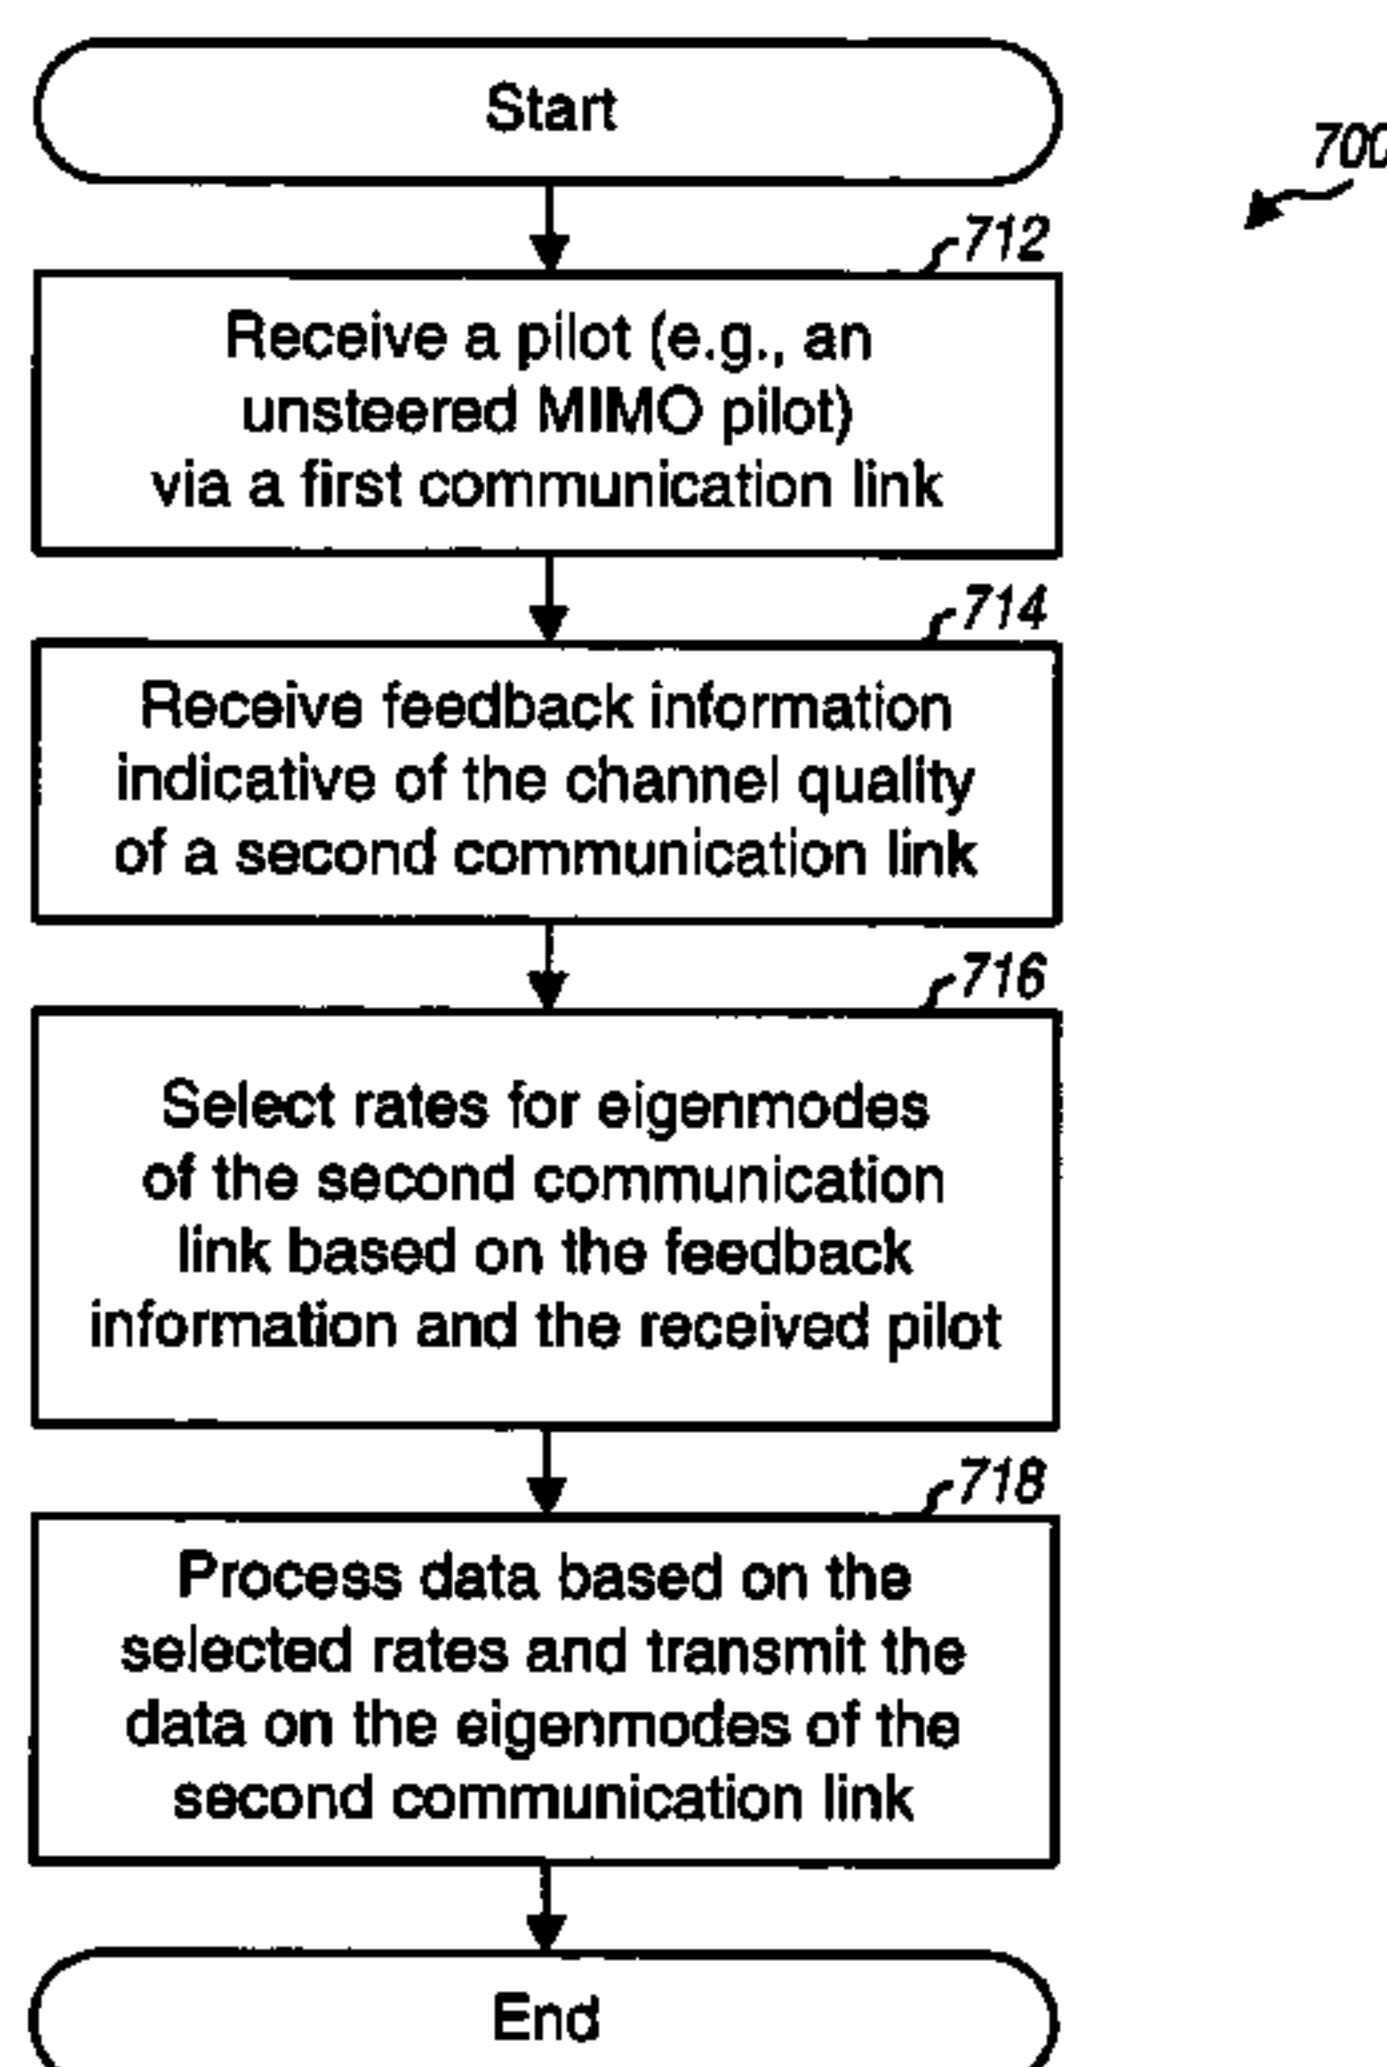 Start
700
712
Receive a pilot (e.g., an
unsteered MIMO pilot)
via a first communication link
714
Receive feedback information
indicative of the channel quality
of a second communication link
716
Select rates for eigenmodes
of the second communication
link based on the feedback
information and the received pilot
718
Process data based on the
selected rates and transmit the
data on the eigenmodes of the
second communication link
End